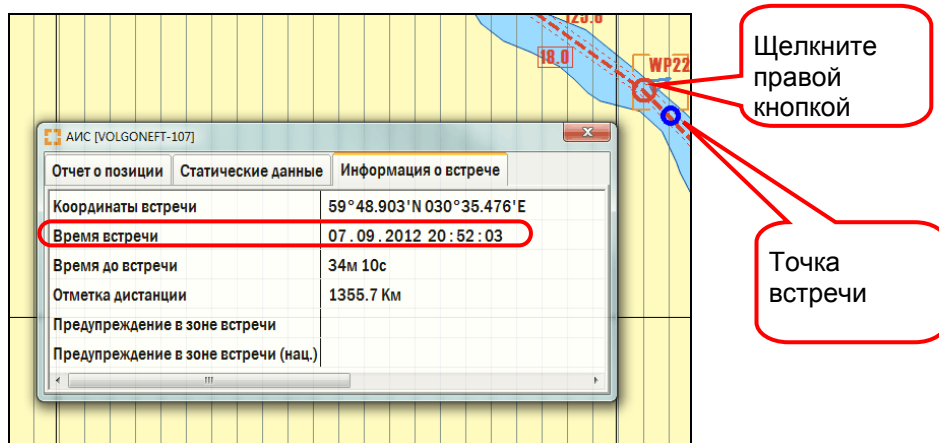 125.6
18.0
WP22
Щелкните
правой
кнопкой
АИС [VOLGONEFT-107]
Отчет о позиции
Статические данные
Информация о встрече
Координаты встречи 59°48.903'N 030°35.476'E
Время встречи 07.09.2012 20:52:03
Время до встречи 34м 10с
Отметка дистанции 1355.7 Км
Предупреждение в зоне встречи
Предупреждение в зоне встречи (нац.)
Точка
встречи